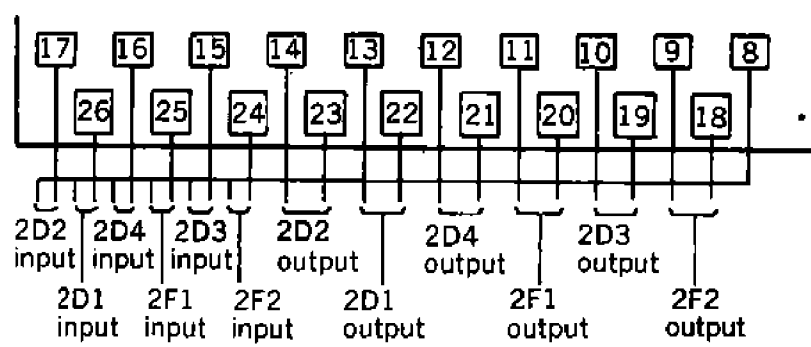 17 16 15 14 13 12 11 10 9 8
26 25 24 23 22 21 20 19 18
2D2 input
2D4 input
2D3 input
2D2 output
2D4 output
2D3 output
2D1 input
2F1 input
2F2 input
2D1 output
2F1 output
2F2 output